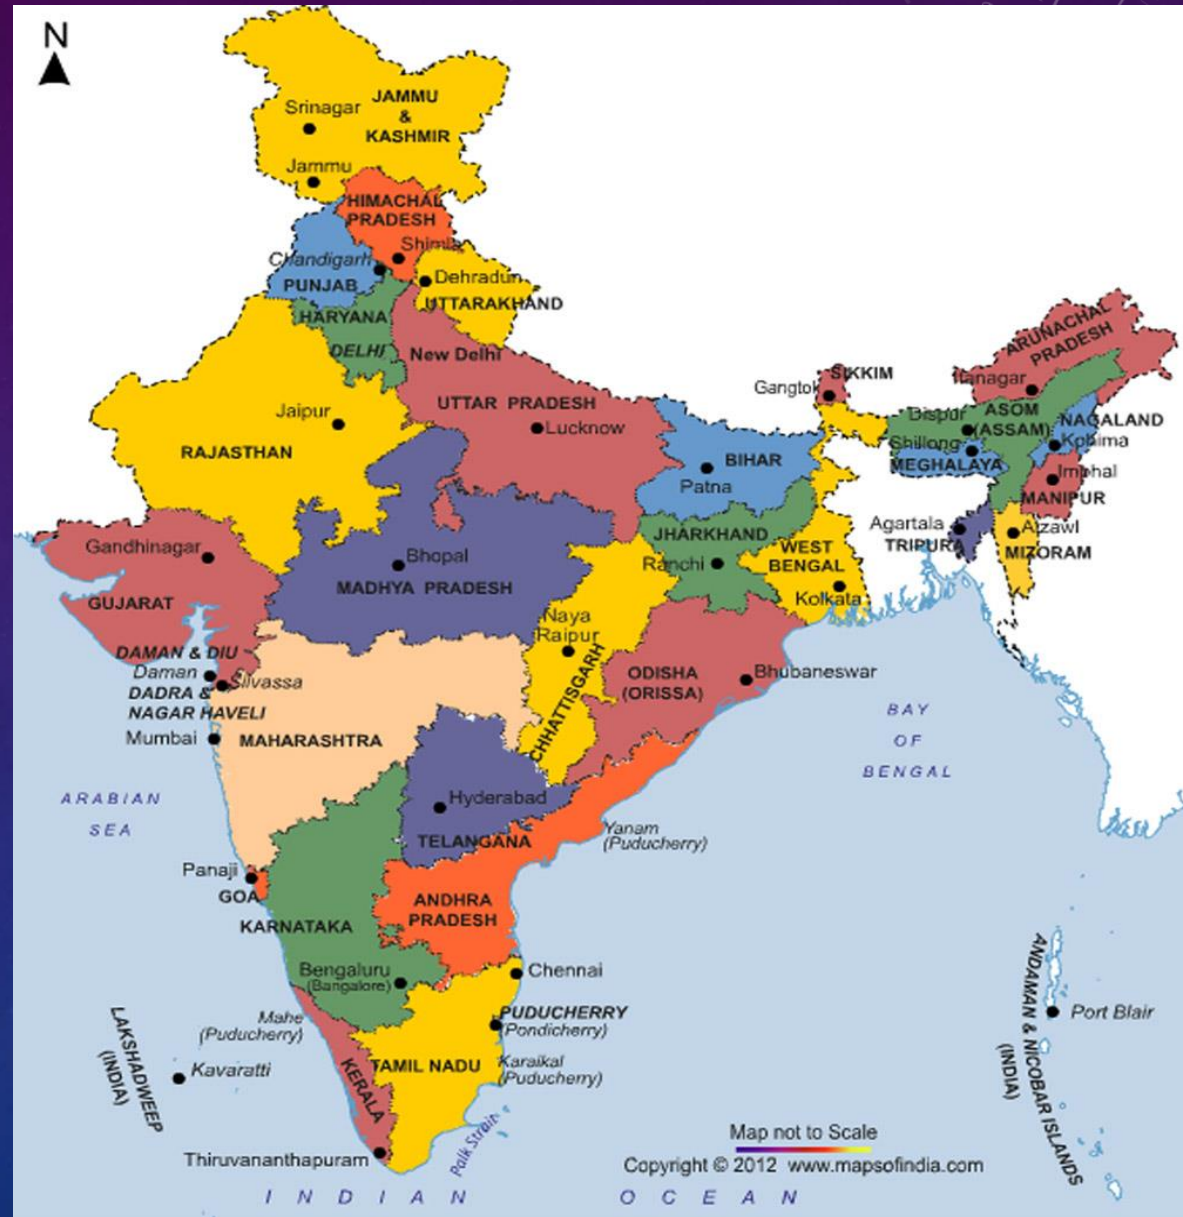 N
JAMMU
&
KASHMIR
Srinagar
Jammu
HIMACHAL
PRADESH
Shimla
Chandigarh
PUNJAB
Dehradun
UTTARAKHAND
HARYANA
DELHI
New Delhi
ARUNACHAL
PRADESH
Itanagar
SIKKIM
Gangtok
UTTAR PRADESH
Lucknow
Jaipur
RAJASTHAN
Dispur
ASOM
(ASSAM)
NAGALAND
Kohima
Shillong
MEGHALAYA
Imphal
MANIPUR
BIHAR
Patna
Agartala
TRIPURA
Aizawl
MIZORAM
JHARKHAND
Ranchi
WEST
BENGAL
Kolkata
Gandhinagar
GUJARAT
Bhopal
MADHYA PRADESH
Naya
Raipur
CHHATTISGARH
ODISHA
(ORISSA)
Bhubaneswar
DAMAN & DIU
Daman
Silvassa
DADRA &
NAGAR HAVELI
Mumbai
MAHARASHTRA
BAY
OF
BENGAL
ARABIAN
SEA
Hyderabad
TELANGANA
Yanam
(Puducherry)
Panaji
GOA
KARNATAKA
ANDHRA
PRADESH
Bengaluru
(Bangalore)
Chennai
Mahe
(Puducherry)
PUDUCHERRY
(Pondicherry)
Karaikal
(Puducherry)
TAMIL NADU
KERALA
LAKSHADWEEP
(INDIA)
Kavaratti
ANDAMAN & NICOBAR ISLANDS
(INDIA)
Port Blair
Thiruvananthapuram
Palk Strait
Map not to Scale
Copyright © 2012 www.mapsofindia.com
INDIAN OCEAN